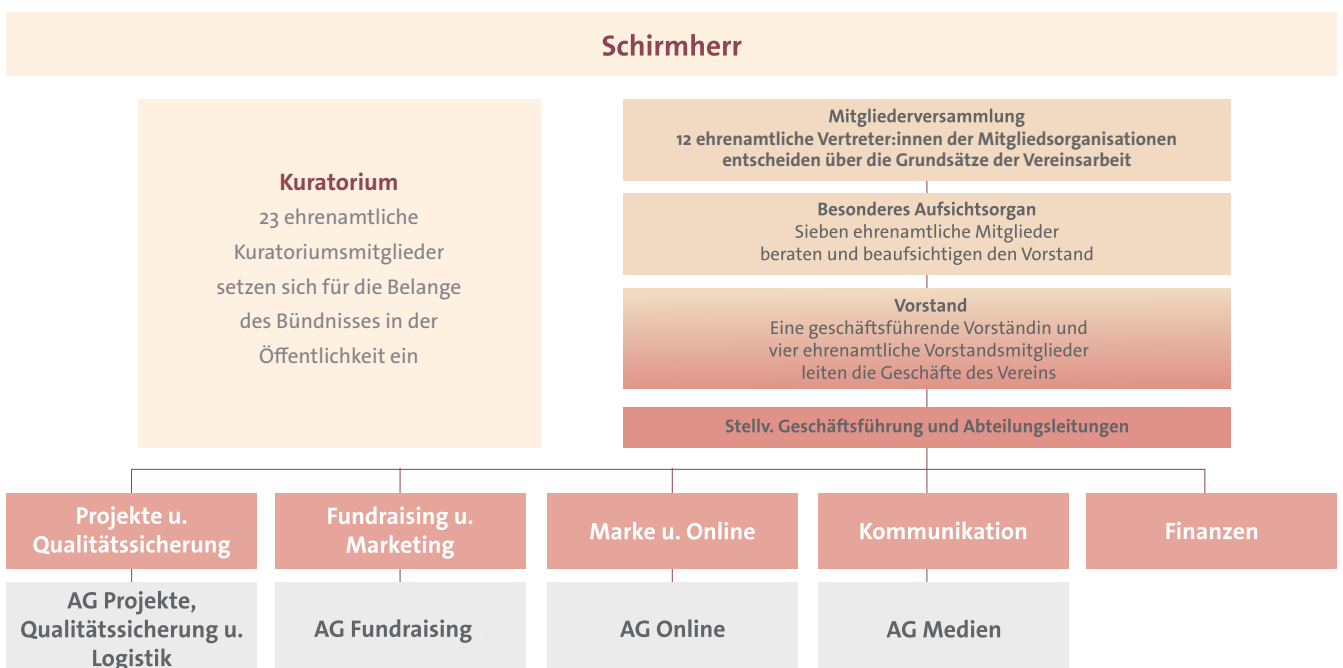 Schirmherr
Kuratorium
23 ehrenamtliche
Kuratoriumsmitglieder
setzen sich für die Belange
des Bündnisses in der
Öffentlichkeit ein
Mitgliederversammlung
12 ehrenamtliche Vertreter:innen der Mitgliedsorganisationen
entscheiden über die Grundsätze der Vereinsarbeit
Besonderes Aufsichtsorgan
Sieben ehrenamtliche Mitglieder
beraten und beaufsichtigen den Vorstand
Vorstand
Eine geschäftsführende Vorständin und
vier ehrenamtliche Vorstandsmitglieder
leiten die Geschäfte des Vereins
Stellv. Geschäftsführung und Abteilungsleitungen
Projekte u.
Qualitätssicherung
Fundraising u.
Marketing
Marke u. Online
Kommunikation
Finanzen
AG Projekte,
Qualitätssicherung u.
Logistik
AG Fundraising
AG Online
AG Medien